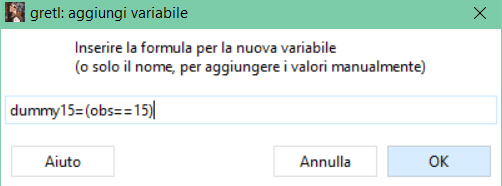 gretl: aggiungi variabile
Inserire la formula per la nuova variabile
(o solo il nome, per aggiungere i valori manualmente)
dummy15=(obs==15)
Aiuto
Annulla
OK